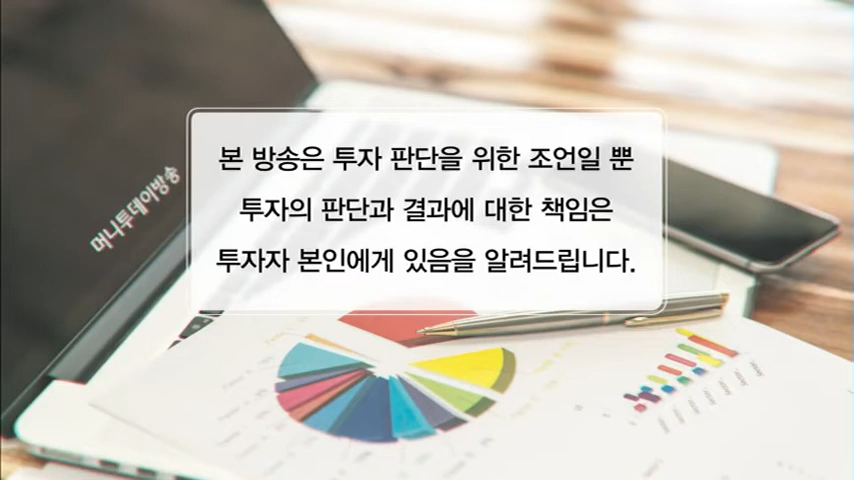 본 방송은 투자 판단을 위한 조언일 뿐
투자의 판단과 결과에 대한 책임은
투자자 본인에게 있음을 알려드립니다.
머니투데이방송